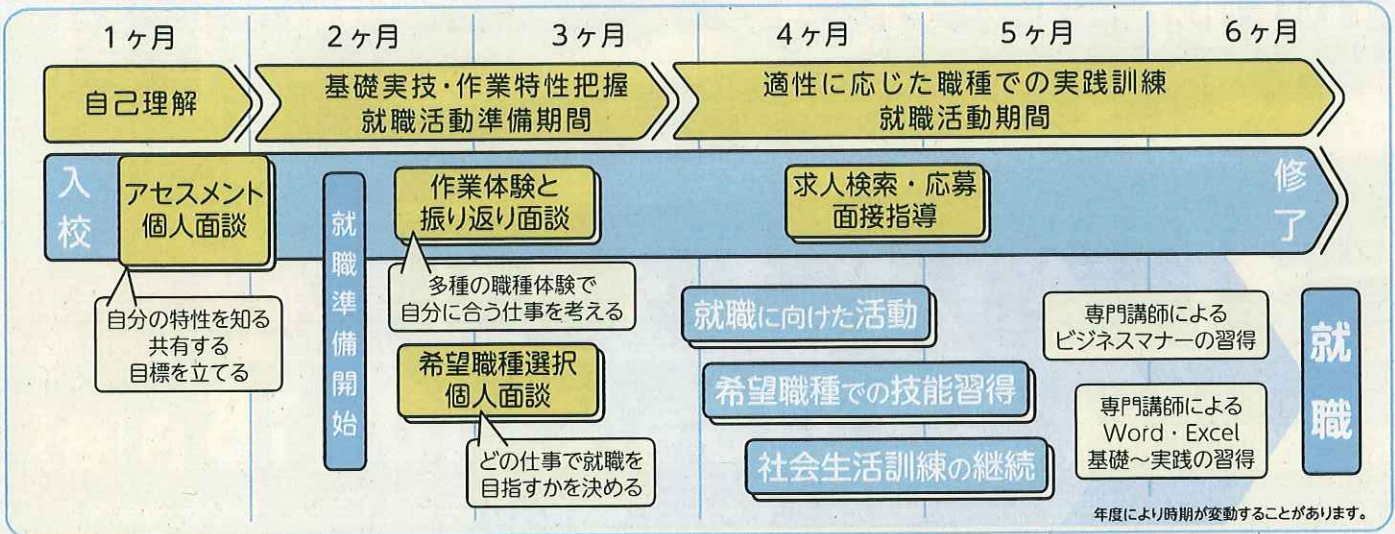 1ヶ月 2ヶ月 3ヶ月 4ヶ月 5ヶ月 6ヶ月
自己理解
基礎実技・作業特性把握
就職活動準備期間
適性に応じた職種での実践訓練
就職活動期間
入校
アセスメント
個人面談
自分の特性を知る
共有する
目標を立てる
就職準備開始
作業体験と
振り返り面談
多種の職種体験で
自分に合う仕事を考える
希望職種選択
個人面談
どの仕事で就職を
目指すかを決める
求人検索・応募
面接指導
就職に向けた活動
希望職種での技能習得
社会生活訓練の継続
専門講師による
ビジネスマナーの習得
専門講師による
Word・Excel
基礎~実践の習得
修了
就職
年度により時期が変動することがあります。